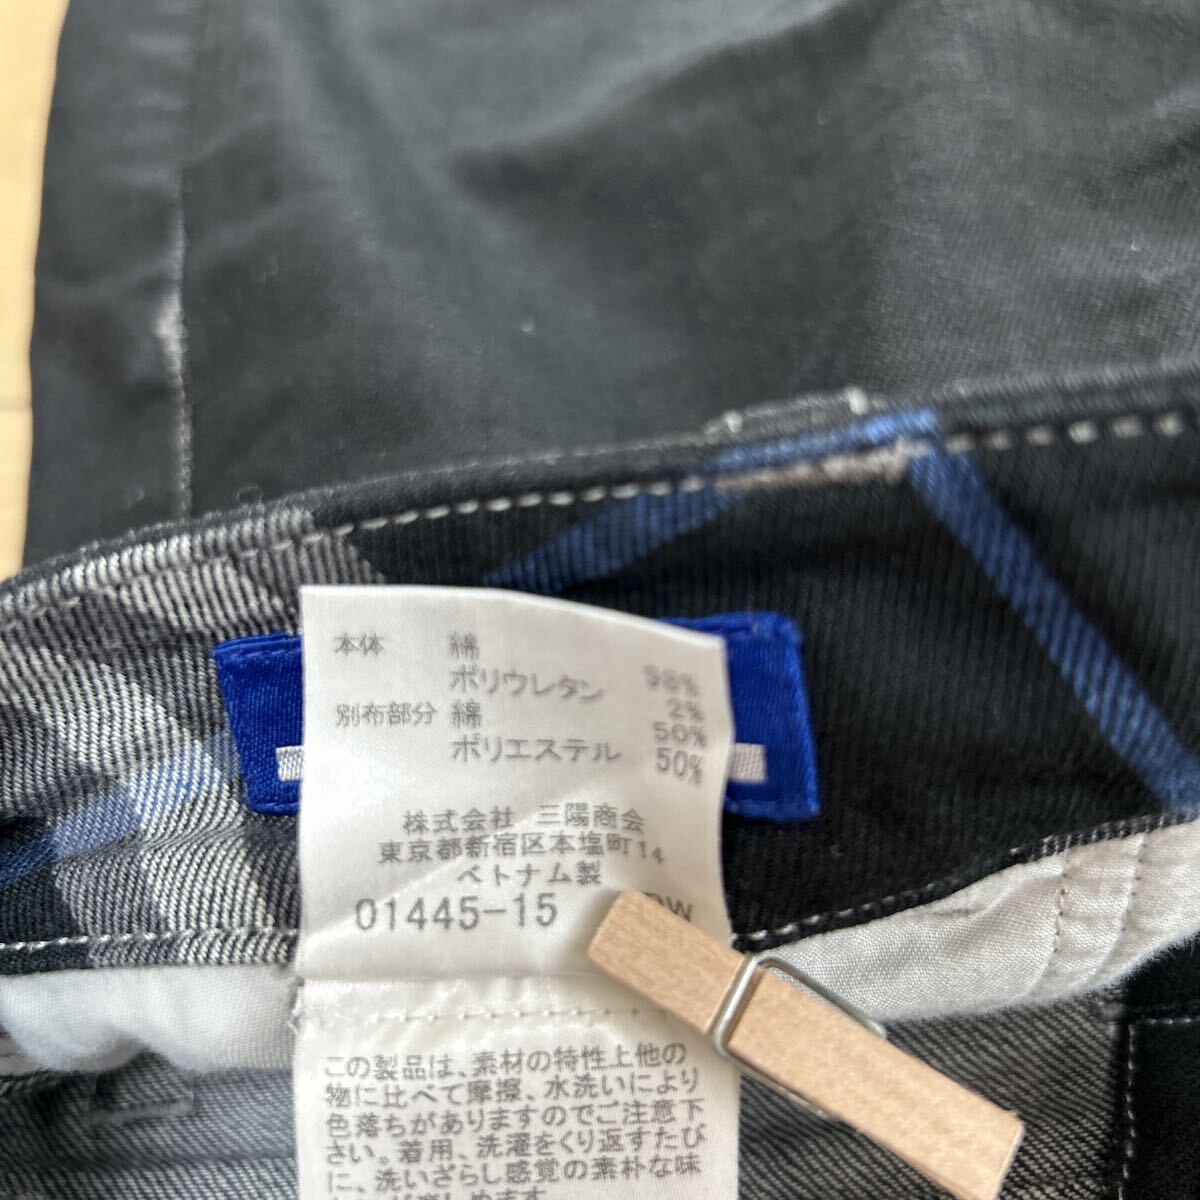 本体 綿 98%
ポリウレタン 2%
別布部分 綿 50%
ポリエステル 50%
株式会社 三陽商会
東京都新宿区本塩町14
ベトナム製
01445-15
この製品は、素材の特性上他の
物に比べて摩擦、水洗いにより
色落ちがありますのでご注意下
さい。着用、洗濯をくり返すたび
に、洗いざらし感覚の素朴な味